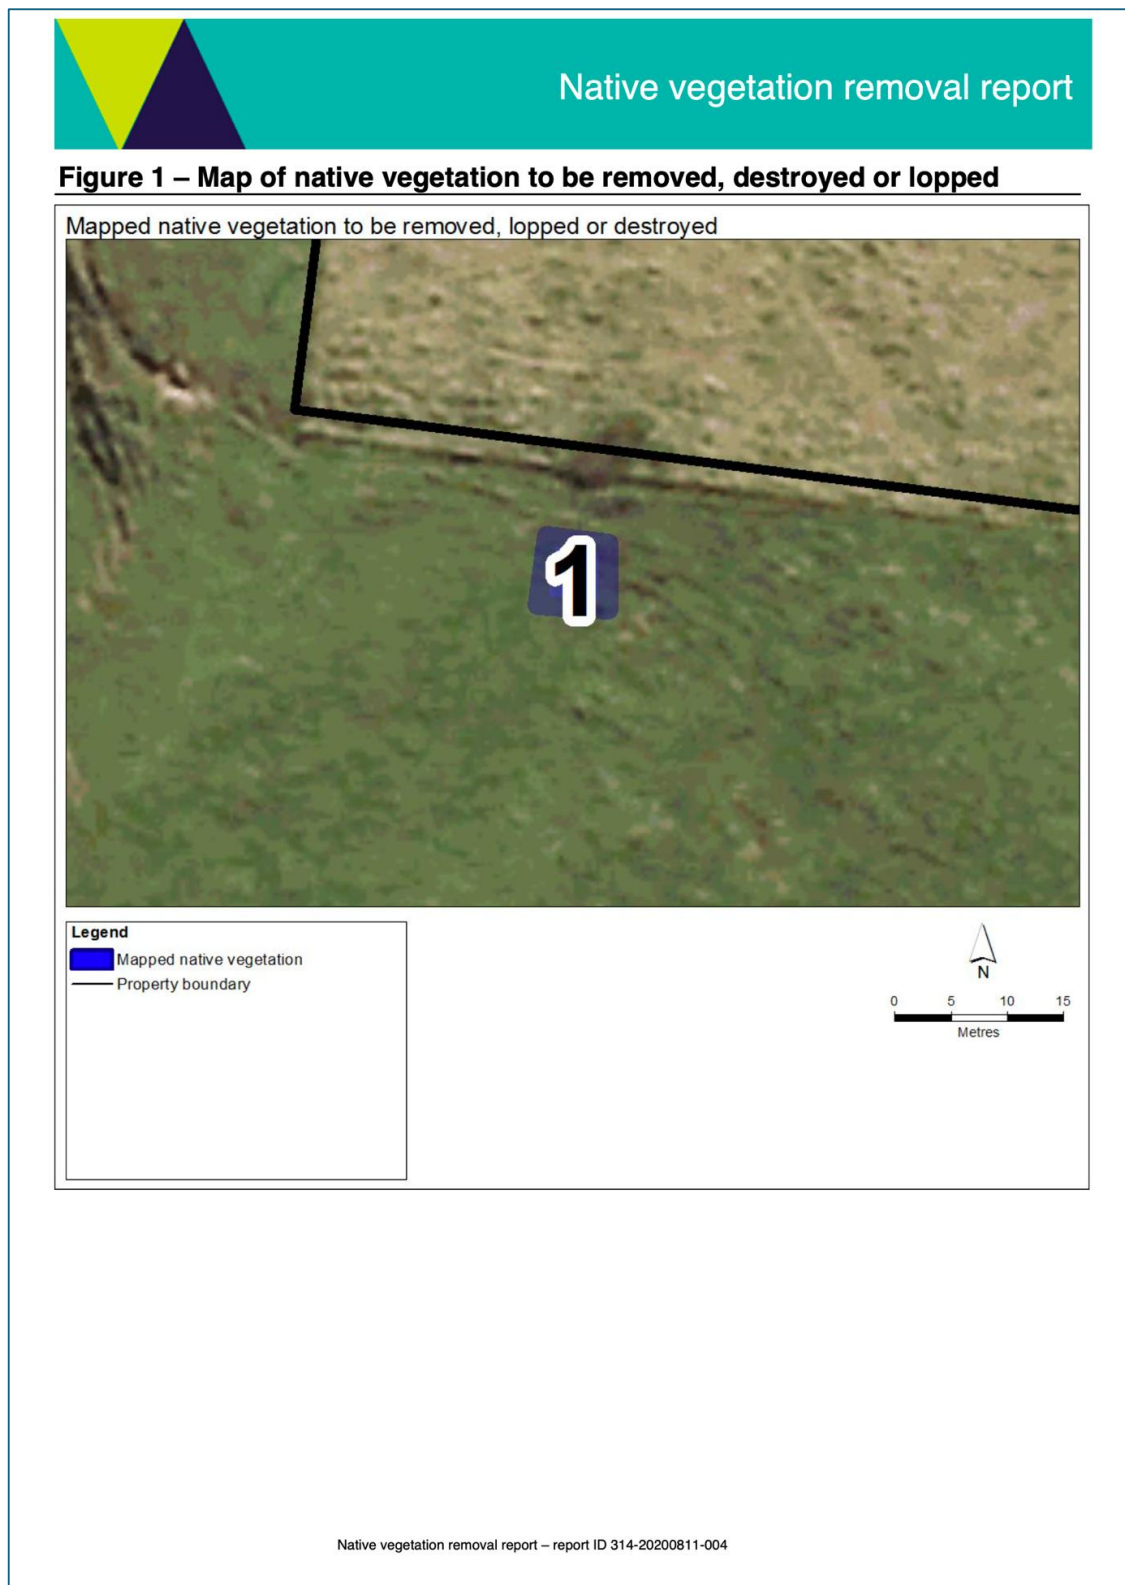 Native vegetation removal report
Figure 1 – Map of native vegetation to be removed, destroyed or lopped
Mapped native vegetation to be removed, lopped or destroyed
1
Legend
Mapped native vegetation
Property boundary
N
0 5 10 15
Metres
Native vegetation removal report – report ID 314-20200811-004